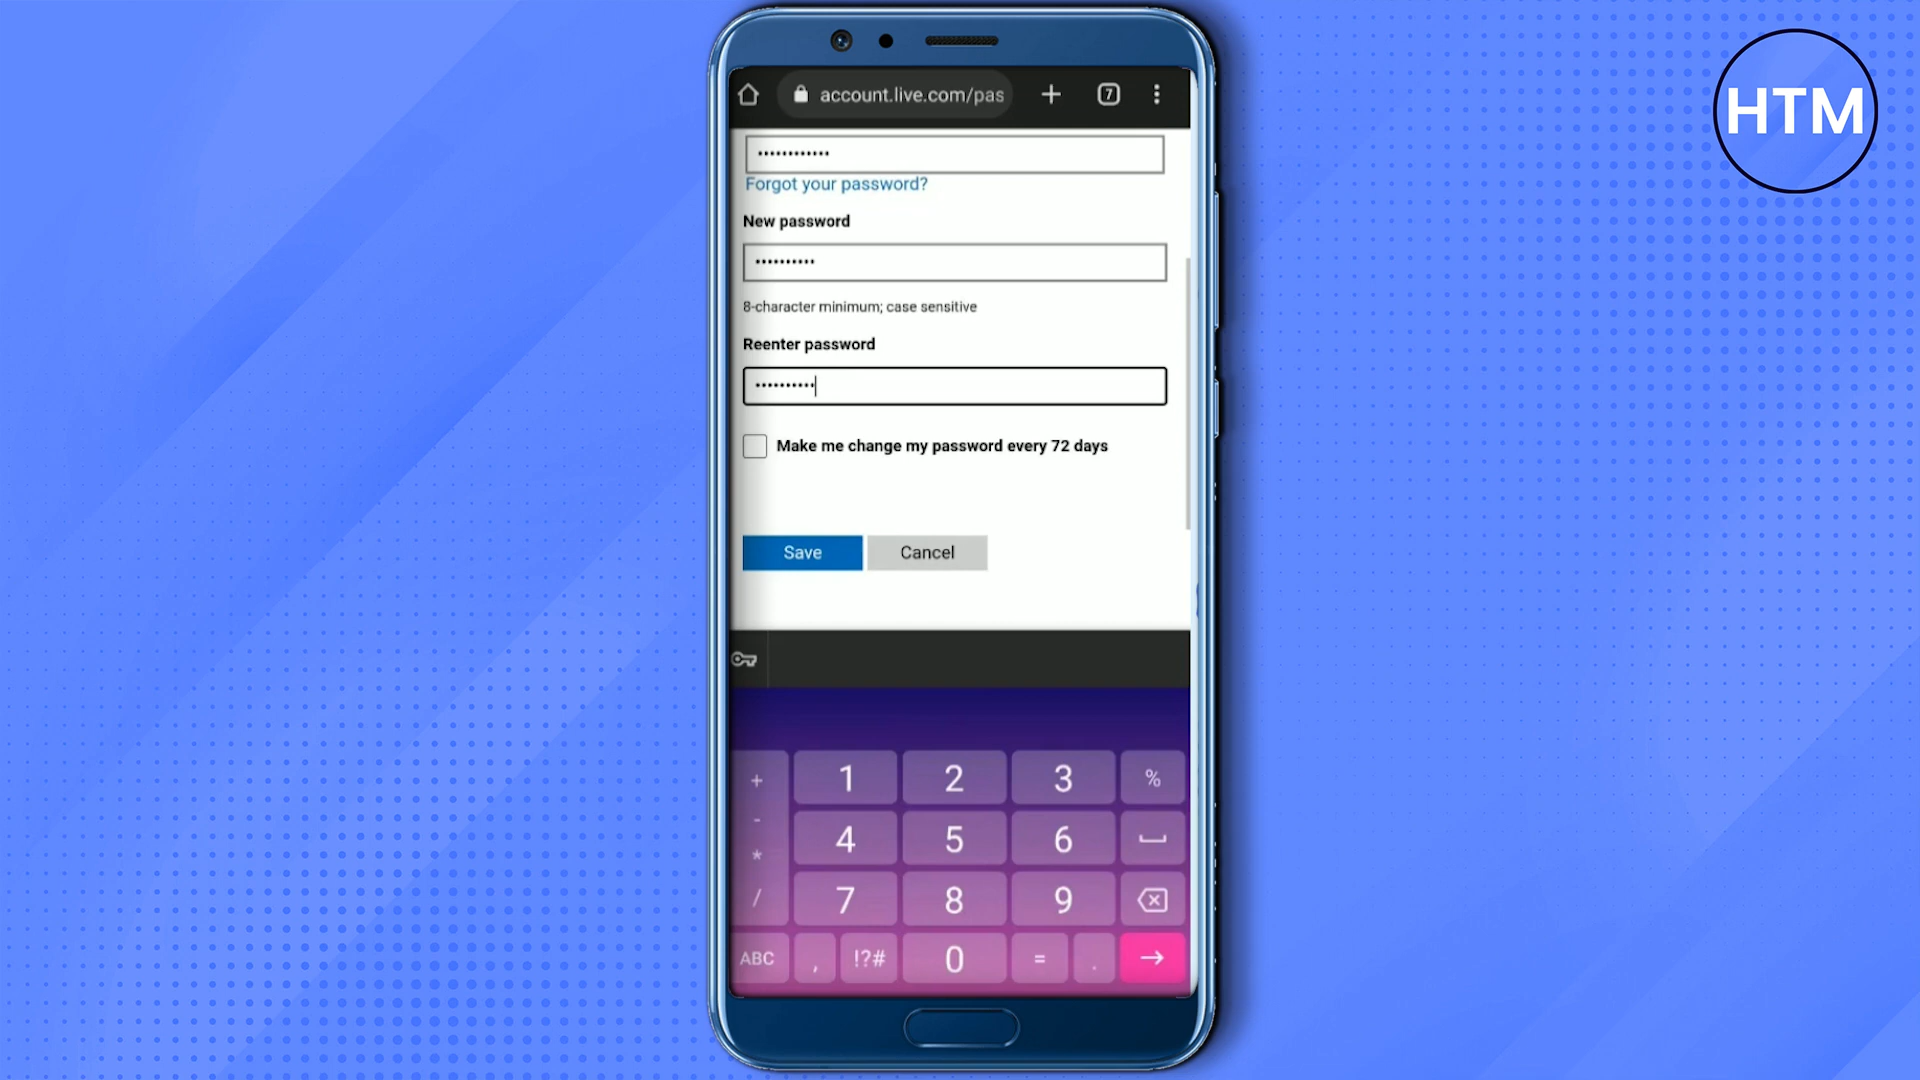 HTM
account.live.com/pas
7
••••••••••••
Forgot your password?
New password
••••••••••
8-character minimum; case sensitive
Reenter password
••••••••••
Make me change my password every 72 days
Save
Cancel
+ 1 2 3 %
- 4 5 6
*
/ 7 8 9
ABC , !?# 0 = . →